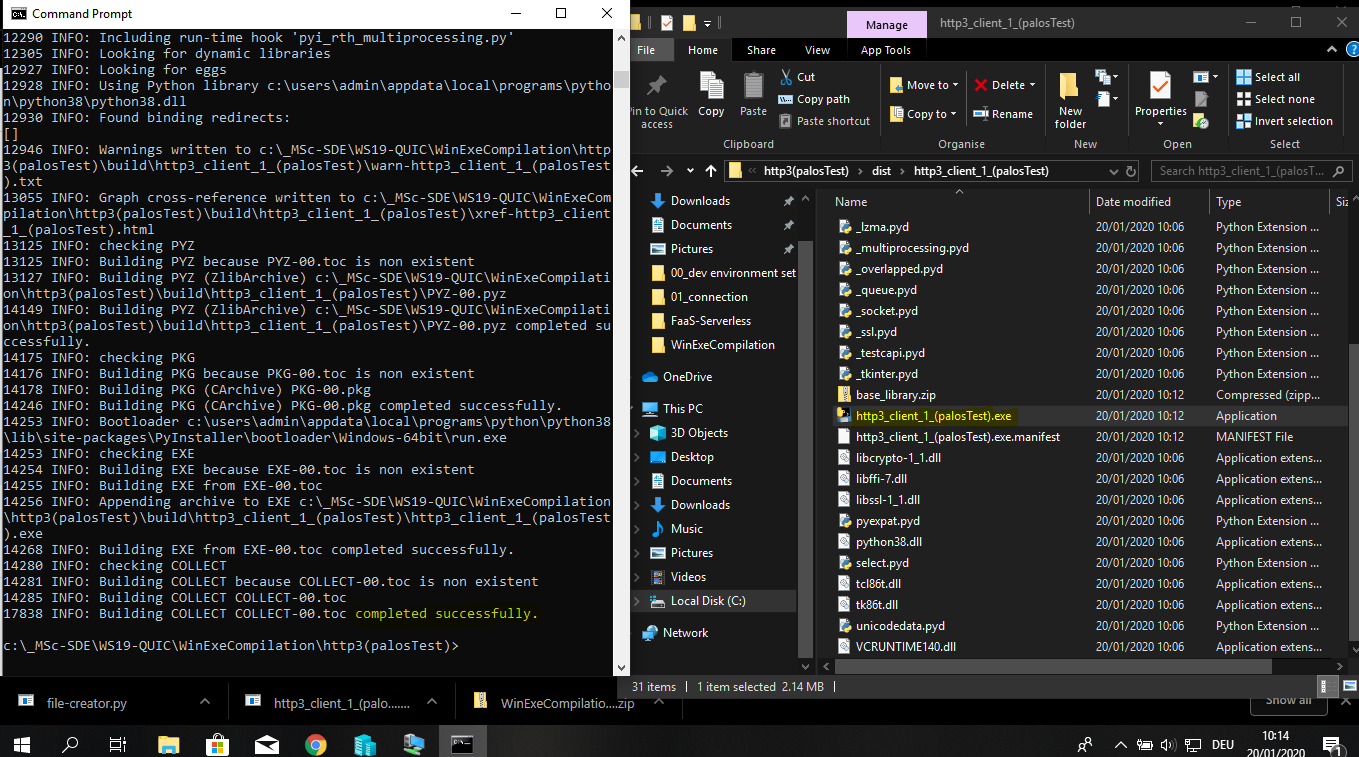 Command Prompt
12290 INFO: Including run-time hook 'pyi_rth_multiprocessing.py'
12305 INFO: Looking for dynamic libraries
12927 INFO: Looking for eggs
12928 INFO: Using Python library c:\users\admin\appdata\local\programs\pytho
n\python38\python38.dll
12930 INFO: Found binding redirects:
[]
12946 INFO: Warnings written to c:\_MSc-SDE\WS19-QUIC\WinExeCompilation\http
3(palosTest)\build\http3_client_1_(palosTest)\warn-http3_client_1_(palosTest
).txt
13055 INFO: Graph cross-reference written to c:\_MSc-SDE\WS19-QUIC\WinExeCom
pilation\http3(palosTest)\build\http3_client_1_(palosTest)\xref-http3_client
_1_(palosTest).html
13125 INFO: checking PYZ
13125 INFO: Building because PYZ-00.toc is non existent
13127 INFO: Building PYZ (ZlibArchive) c:\_MSc-SDE\WS19-QUIC\WinExeCompilati
on\http3(palosTest)\build\http3_client_1_(palosTest)\PYZ-00.pyz
14149 INFO: Building PYZ (ZlibArchive) c:\_MSc-SDE\WS19-QUIC\WinExeCompilati
on\http3(palosTest)\build\http3_client_1_(palosTest)\PYZ-00.pyz completed su
ccessfully.
14175 INFO: checking PKG
14176 INFO: Building because PKG-00.toc is non existent
14178 INFO: Building PKG (CArchive) PKG-00.pkg
14246 INFO: Building PKG (CArchive) PKG-00.pkg completed successfully.
14253 INFO: Bootloader c:\users\admin\appdata\local\programs\python\python38
\lib\site-packages\PyInstaller\bootloader\Windows-64bit\run.exe
14253 INFO: checking EXE
14254 INFO: Building because EXE-00.toc is non existent
14255 INFO: Building EXE from EXE-00.toc
14256 INFO: Appending archive to EXE c:\_MSc-SDE\WS19-QUIC\WinExeCompilation
\http3(palosTest)\build\http3_client_1_(palosTest)\http3_client_1_(palosTest
).exe
14268 INFO: Building EXE from EXE-00.toc completed successfully.
14280 INFO: checking COLLECT
14281 INFO: Building COLLECT because COLLECT-00.toc is non existent
14285 INFO: Building COLLECT COLLECT-00.toc
17838 INFO: Building COLLECT COLLECT-00.toc completed successfully.
c:\_MSc-SDE\WS19-QUIC\WinExeCompilation\http3(palosTest)>
Manage http3_client_1_(palosTest)
File Home Share View App Tools
Pin to Quick access
Copy
Paste
Cut
Copy path
Paste shortcut
Clipboard
Move to
Copy to
Delete
Rename
Organise
New folder
New
Properties
Open
Select all
Select none
Invert selection
Select
« http3(palosTest) › dist › http3_client_1_(palosTest)
Search http3_client_1_(palosT...
Downloads
Documents
Pictures
00_dev environment set
01_connection
FaaS-Serverless
WinExeCompilation
OneDrive
This PC
3D Objects
Desktop
Documents
Downloads
Music
Pictures
Videos
Local Disk (C:)
Network
Name Date modified Type Siz
_lzma.pyd 20/01/2020 10:06 Python Extension ...
_multiprocessing.pyd 20/01/2020 10:06 Python Extension ...
_overlapped.pyd 20/01/2020 10:06 Python Extension ...
_queue.pyd 20/01/2020 10:06 Python Extension ...
_socket.pyd 20/01/2020 10:06 Python Extension ...
_ssl.pyd 20/01/2020 10:06 Python Extension ...
_testcapi.pyd 20/01/2020 10:06 Python Extension ...
_tkinter.pyd 20/01/2020 10:06 Python Extension ...
base_library.zip 20/01/2020 10:12 Compressed (zipp...
http3_client_1_(palosTest).exe 20/01/2020 10:12 Application
http3_client_1_(palosTest).exe.manifest 20/01/2020 10:12 MANIFEST File
libcrypto-1_1.dll 20/01/2020 10:06 Application extens...
libffi-7.dll 20/01/2020 10:06 Application extens...
libssl-1_1.dll 20/01/2020 10:06 Application extens...
pyexpat.pyd 20/01/2020 10:06 Python Extension ...
python38.dll 20/01/2020 10:06 Application extens...
select.pyd 20/01/2020 10:06 Python Extension ...
tcl86t.dll 20/01/2020 10:06 Application extens...
tk86t.dll 20/01/2020 10:06 Application extens...
unicodedata.pyd 20/01/2020 10:06 Python Extension ...
VCRUNTIME140.dll 20/01/2020 10:06 Application extens...
31 items 1 item selected 2.14 MB
file-creator.py
http3_client_1_(palo....…
WinExeCompilatio....zip
Show all
DEU
10:14
20/01/2020
1